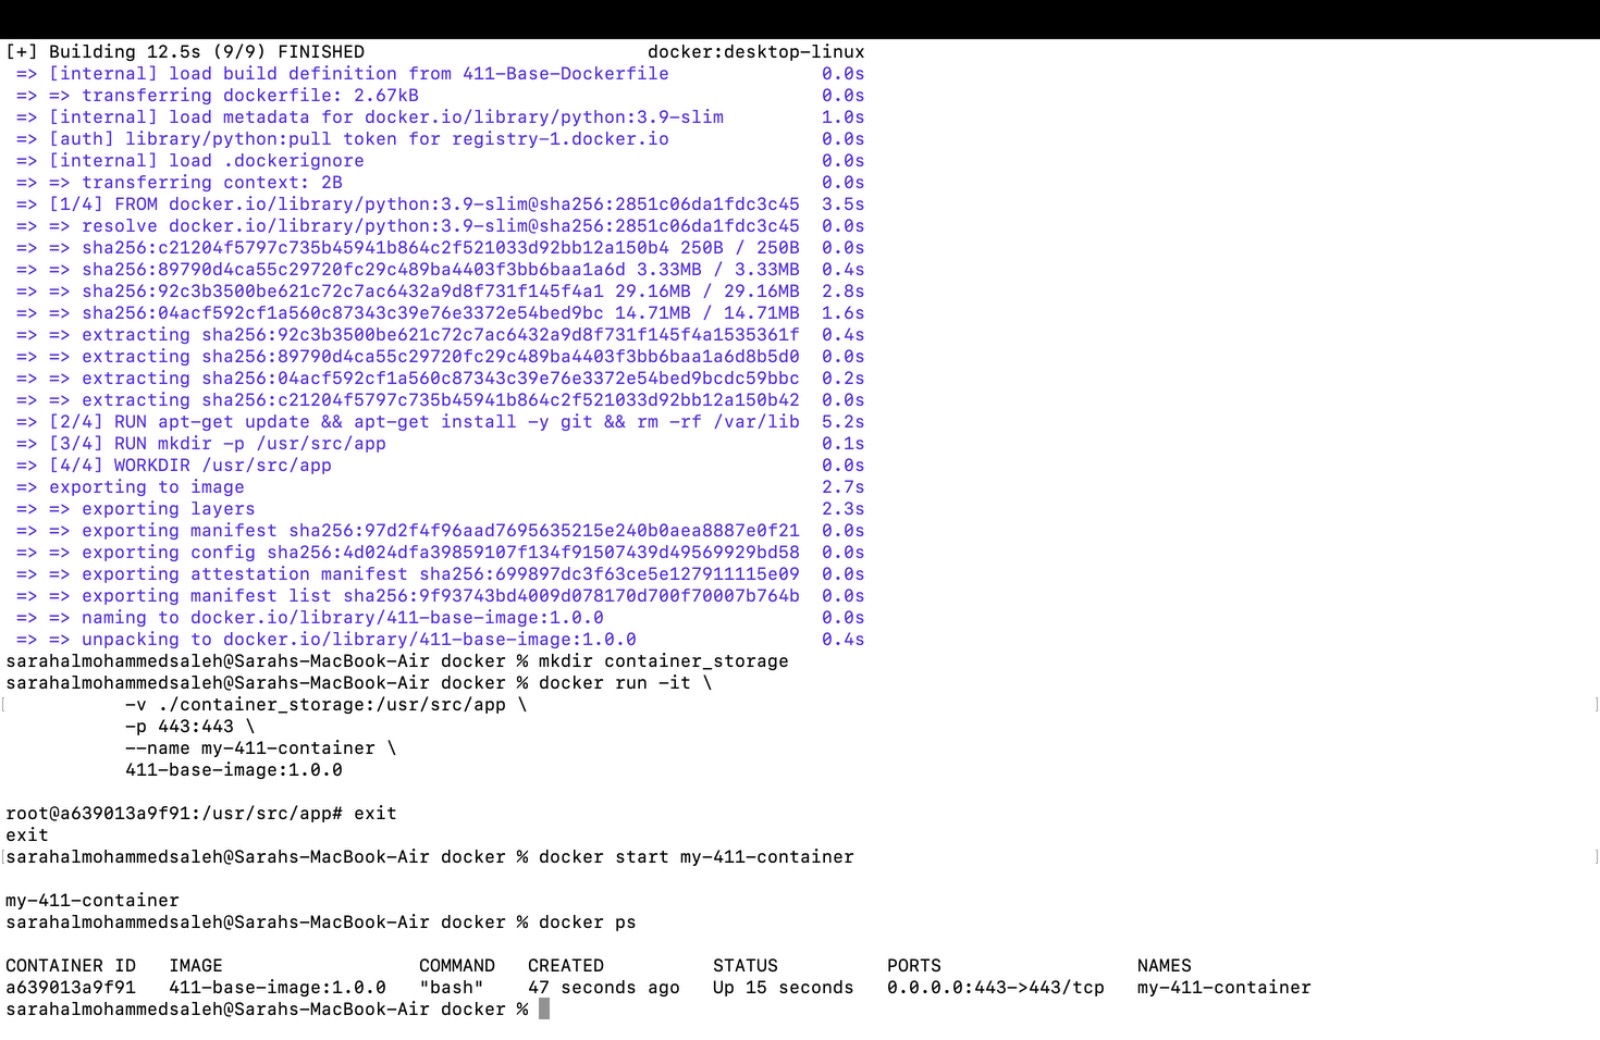 [+] Building 12.5s (9/9) FINISHED docker:desktop-linux
=> [internal] load build definition from 411-Base-Dockerfile 0.0s
=> => transferring dockerfile: 2.67kB 0.0s
=> [internal] load metadata for docker.io/library/python:3.9-slim 1.0s
=> [auth] library/python:pull token for registry-1.docker.io 0.0s
=> [internal] load .dockerignore 0.0s
=> => transferring context: 2B 0.0s
=> [1/4] FROM docker.io/library/python:3.9-slim@sha256:2851c06da1fdc3c45 3.5s
=> => resolve docker.io/library/python:3.9-slim@sha256:2851c06da1fdc3c45 0.0s
=> => sha256:c21204f5797c735b45941b864c2f521033d92bb12a150b4 250B / 250B 0.0s
=> => sha256:89790d4ca55c29720fc29c489ba4403f3bb6baa1a6d 3.33MB / 3.33MB 0.4s
=> => sha256:92c3b3500be621c72c7ac6432a9d8f731f145f4a1 29.16MB / 29.16MB 2.8s
=> => sha256:04acf592cf1a560c87343c39e76e3372e54bed9bc 14.71MB / 14.71MB 1.6s
=> => extracting sha256:92c3b3500be621c72c7ac6432a9d8f731f145f4a1535361f 0.4s
=> => extracting sha256:89790d4ca55c29720fc29c489ba4403f3bb6baa1a6d8b5d0 0.0s
=> => extracting sha256:04acf592cf1a560c87343c39e76e3372e54bed9bcdc59bbc 0.2s
=> => extracting sha256:c21204f5797c735b45941b864c2f521033d92bb12a150b42 0.0s
=> [2/4] RUN apt-get update && apt-get install -y git && rm -rf /var/lib 5.2s
=> [3/4] RUN mkdir -p /usr/src/app 0.1s
=> [4/4] WORKDIR /usr/src/app 0.0s
=> exporting to image 2.7s
=> => exporting layers 2.3s
=> => exporting manifest sha256:97d2f4f96aad7695635215e240b0aea8887e0f21 0.0s
=> => exporting config sha256:4d024dfa39859107f134f91507439d49569929bd58 0.0s
=> => exporting attestation manifest sha256:699897dc3f63ce5e127911115e09 0.0s
=> => exporting manifest list sha256:9f93743bd4009d078170d700f70007b764b 0.0s
=> => naming to docker.io/library/411-base-image:1.0.0 0.0s
=> => unpacking to docker.io/library/411-base-image:1.0.0 0.4s
sarahalmohammedsaleh@Sarahs-MacBook-Air docker % mkdir container_storage
sarahalmohammedsaleh@Sarahs-MacBook-Air docker % docker run -it \
-v ./container_storage:/usr/src/app \
-p 443:443 \
--name my-411-container \
411-base-image:1.0.0
root@a639013a9f91:/usr/src/app# exit
exit
sarahalmohammedsaleh@Sarahs-MacBook-Air docker % docker start my-411-container
my-411-container
sarahalmohammedsaleh@Sarahs-MacBook-Air docker % docker ps
CONTAINER ID IMAGE COMMAND CREATED STATUS PORTS NAMES
a639013a9f91 411-base-image:1.0.0 "bash" 47 seconds ago Up 15 seconds 0.0.0.0:443->443/tcp my-411-container
sarahalmohammedsaleh@Sarahs-MacBook-Air docker %